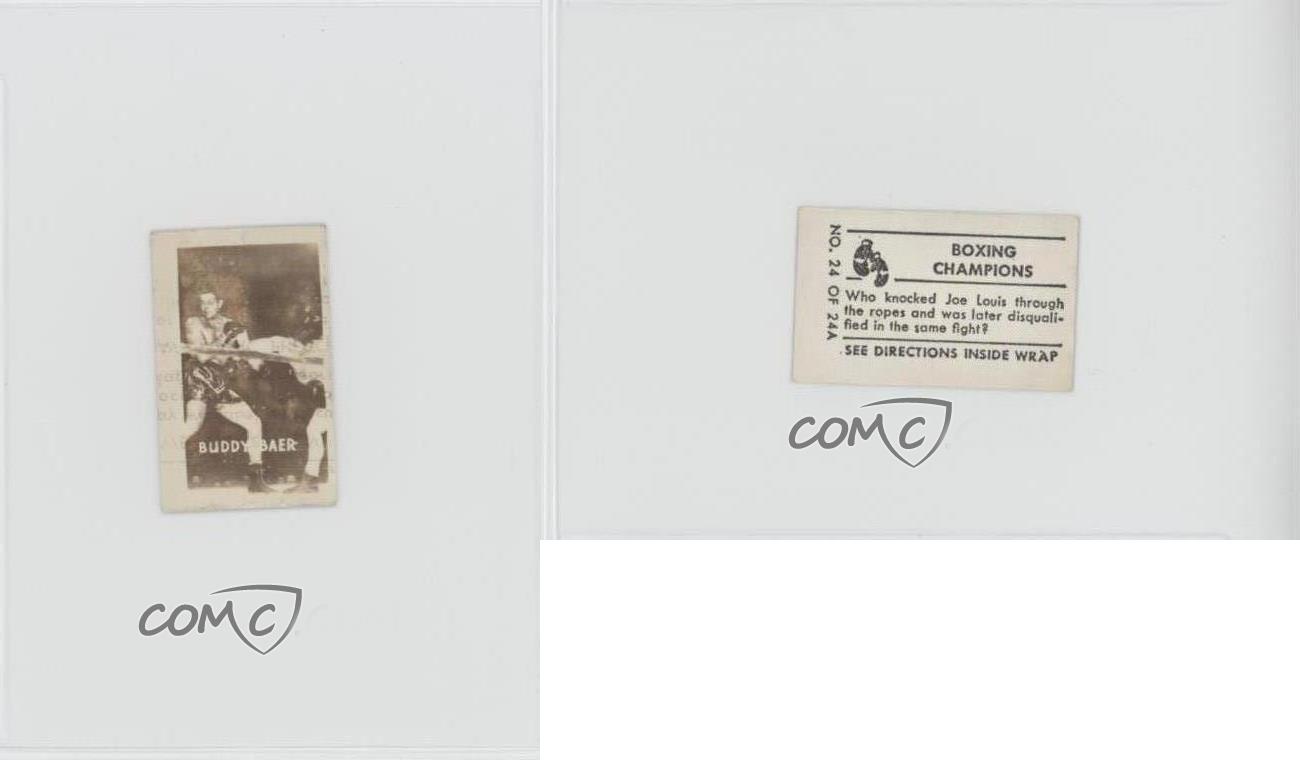 BUDDY BAER
COMC
NO. 24 OF 24A
BOXING
CHAMPIONS
Who knocked Joe Louis through
the ropes and was later disquali-
fied in the same fight?
SEE DIRECTIONS INSIDE WRAP
COMC